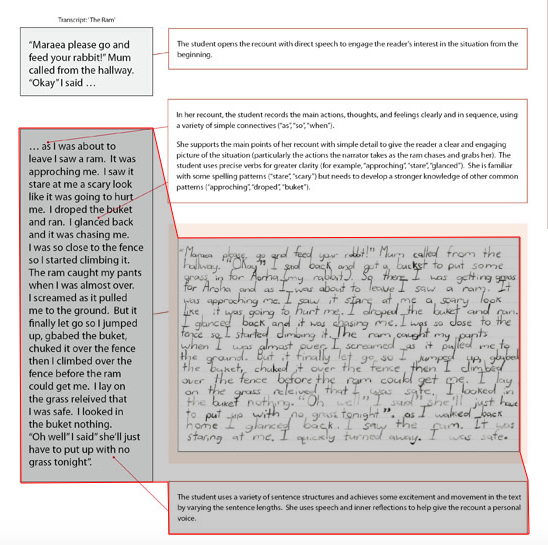 Transcript: 'The Ram'
"Maraea please go and
feed your rabbit!" Mum
called from the hallway.
"Okay" I said …
The student opens the recount with direct speech to engage the reader's interest in the situation from the
beginning.
In her recount, the student records the main actions, thoughts, and feelings clearly and in sequence, using
a variety of simple connectives ("as", "so", "when").
She supports the main points of her recount with simple detail to give the reader a clear and engaging
picture of the situation (particularly the actions the narrator takes as the ram chases and grabs her). The
student uses precise verbs for greater clarity (for example, "approching", "stare", "glanced"). She is familiar
with some spelling patterns ("stare", "scary") but needs to develop a stronger knowledge of other common
patterns ("approching", "droped", "buket").
… as I was about to
leave I saw a ram. It was
approching me. I saw it
stare at me a scary look
like it was going to hurt
me. I droped the buket
and ran. I glanced back
and it was chasing me.
I was so close to the fence
so I started climbing it.
The ram caught my pants
when I was almost over.
I screamed as it pulled me
to the ground. But it
finally let go so I jumped
up, gbabed the buket,
chuked it over the fence
then I climbed over the
fence before the ram
could get me. I lay on
the grass releived that
I was safe. I looked in
the buket nothing.
"Oh well" I said" she'll just
have to put up with no
grass tonight".
"Maraea please go and feed your rabbit!" Mum called from the
hallway. "Okay" I said back and got a bucket to put some
grass in for Aroha (my rabbit). So there I was getting grass
for Aroha and as I was about to leave I saw a ram. It
was approching me. I saw it stare at me a scary look
like it was going to hurt me. I droped the buket and ran.
I glanced back and it was chasing me. I was so close to the
fence so I started climbing it. The ram caught my pants
when I was almost over. I screamed as it pulled me to
the ground. But it finally let go so I jumped up, gbabed
the buket, chuked it over the fence then I climbed
over the fence before the ram could get me. I lay
on the grass releived that I was safe. I looked in
the buket nothing. "Oh well" I said" she'll just have
to put up with no grass tonight". as I walked back
home I glanced back. I saw the ram. It was
staring at me. I quickly turned away. I was safe.
The student uses a variety of sentence structures and achieves some excitement and movement in the text
by varying the sentence lengths. She uses speech and inner reflections to help give the recount a personal
voice.